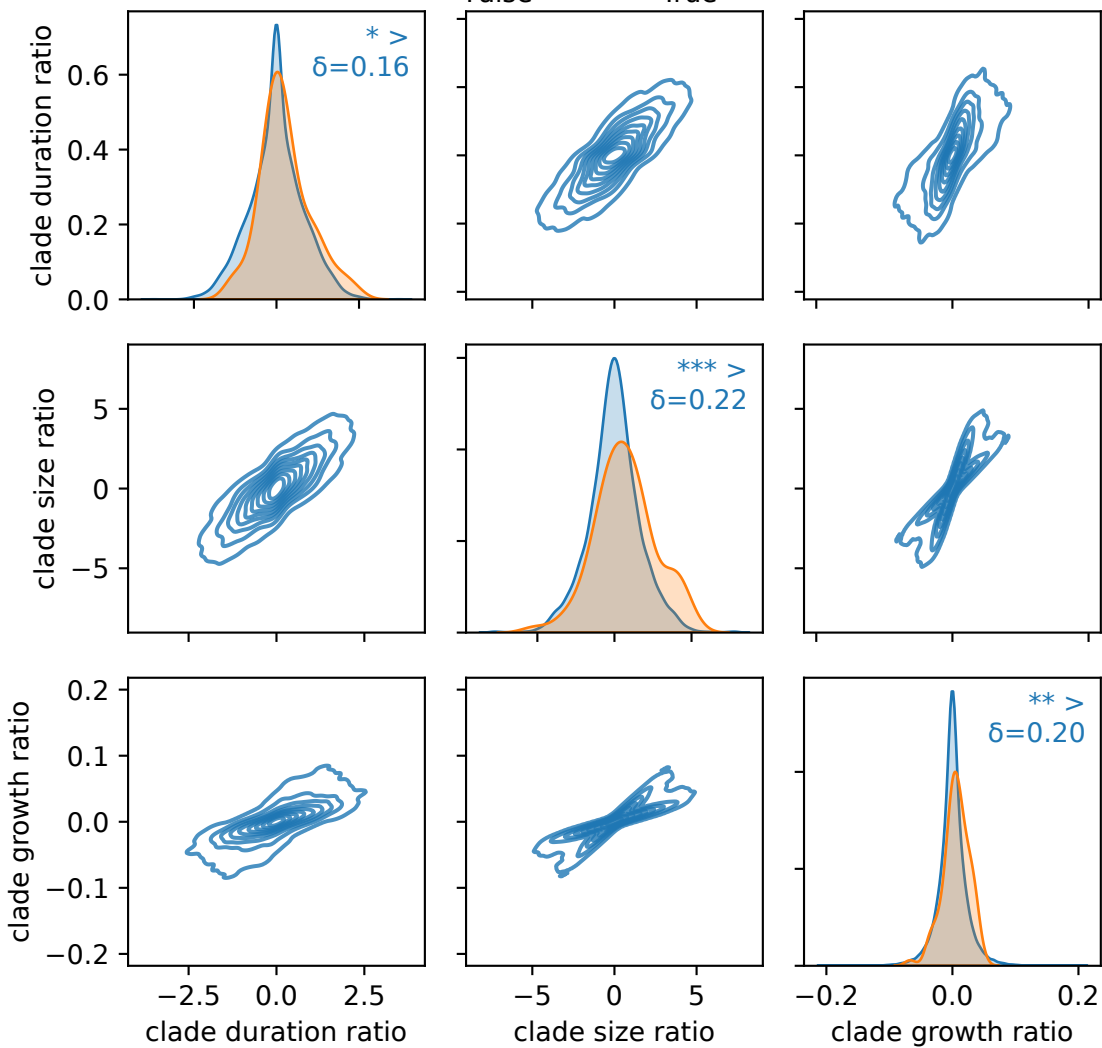 clade duration ratio
0.6
0.4
0.2
0.0
* >
δ=0.16
clade size ratio
5
0
−5
*** >
δ=0.22
clade growth ratio
0.2
0.1
0.0
−0.1
−0.2
** >
δ=0.20
−2.5 0.0 2.5
clade duration ratio
−5 0 5
clade size ratio
−0.2 0.0 0.2
clade growth ratio